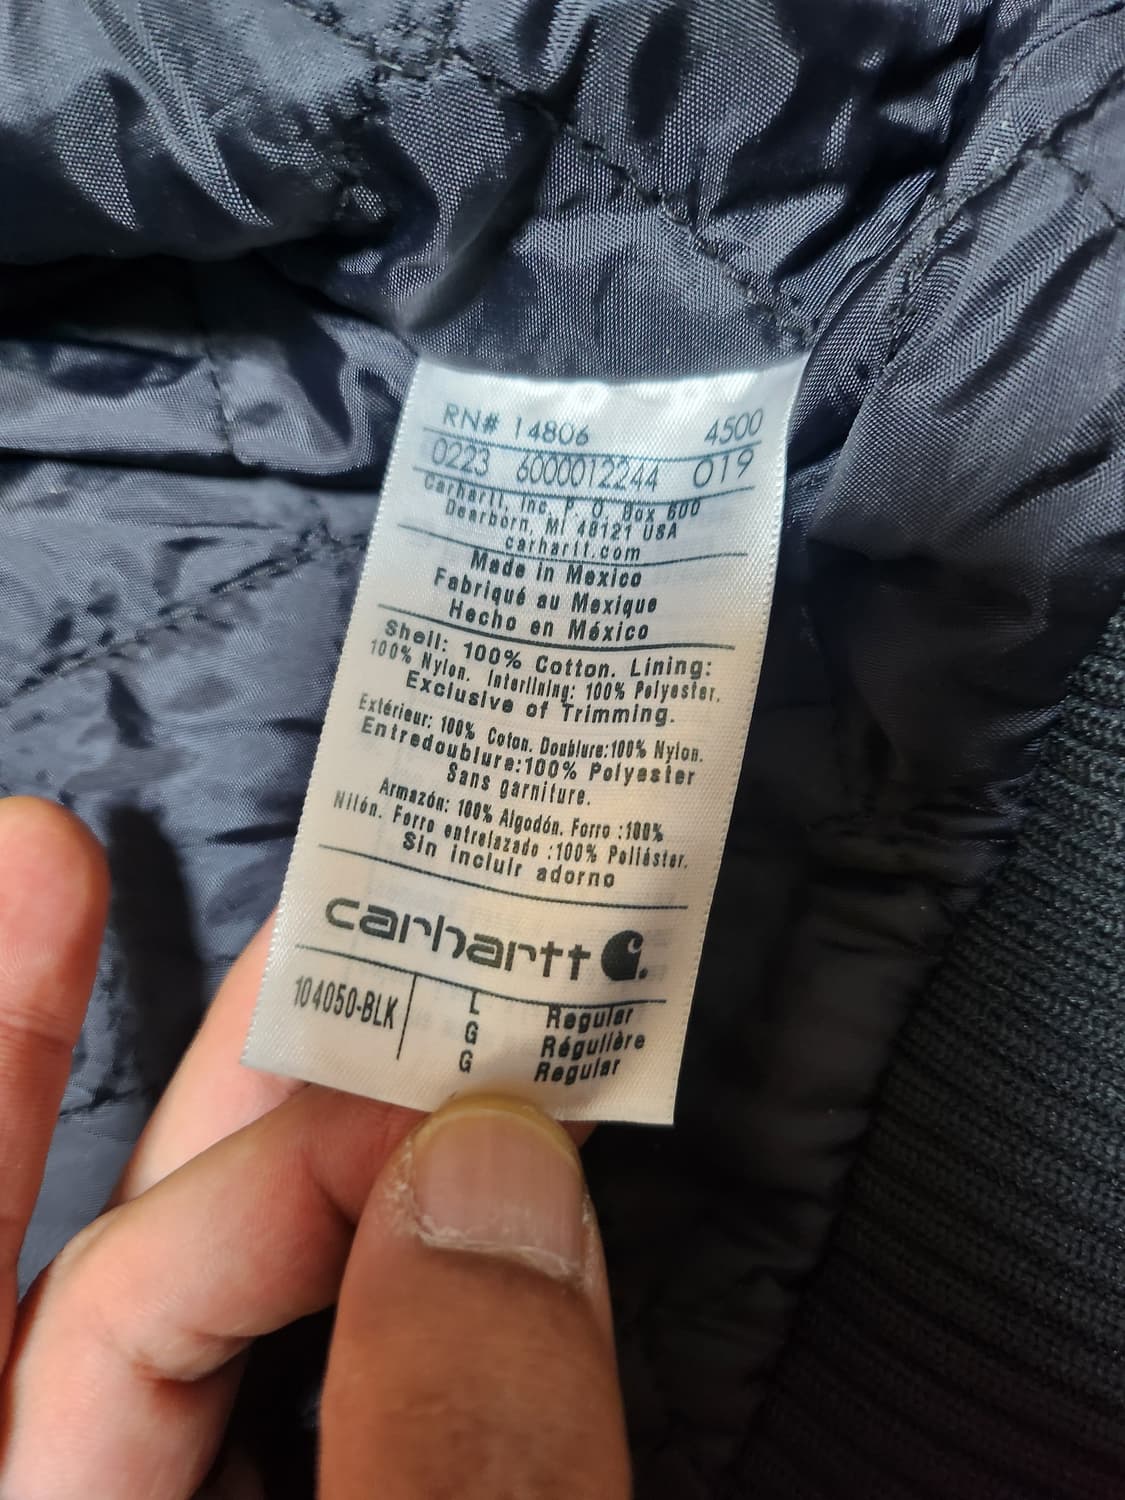 RN# 14806 4500
0223 6000012244 019
Carhartt, Inc. P. O. Box 600
Dearborn, MI 48121 USA
carhartt.com
Made in Mexico
Fabriqué au Mexique
Hecho en México
Shell: 100% Cotton. Lining:
100% Nylon. Interlining: 100% Polyester.
Exclusive of Trimming.
Extérieur: 100% Coton. Doublure:100% Nylon.
Entredoublure:100% Polyester
Sans garniture.
Armazón: 100% Algodón. Forro :100%
Nilón. Forro entrelazado :100% Poliéster.
Sin incluir adorno
carhartt
104050-BLK L Regular
G Régulière
G Regular